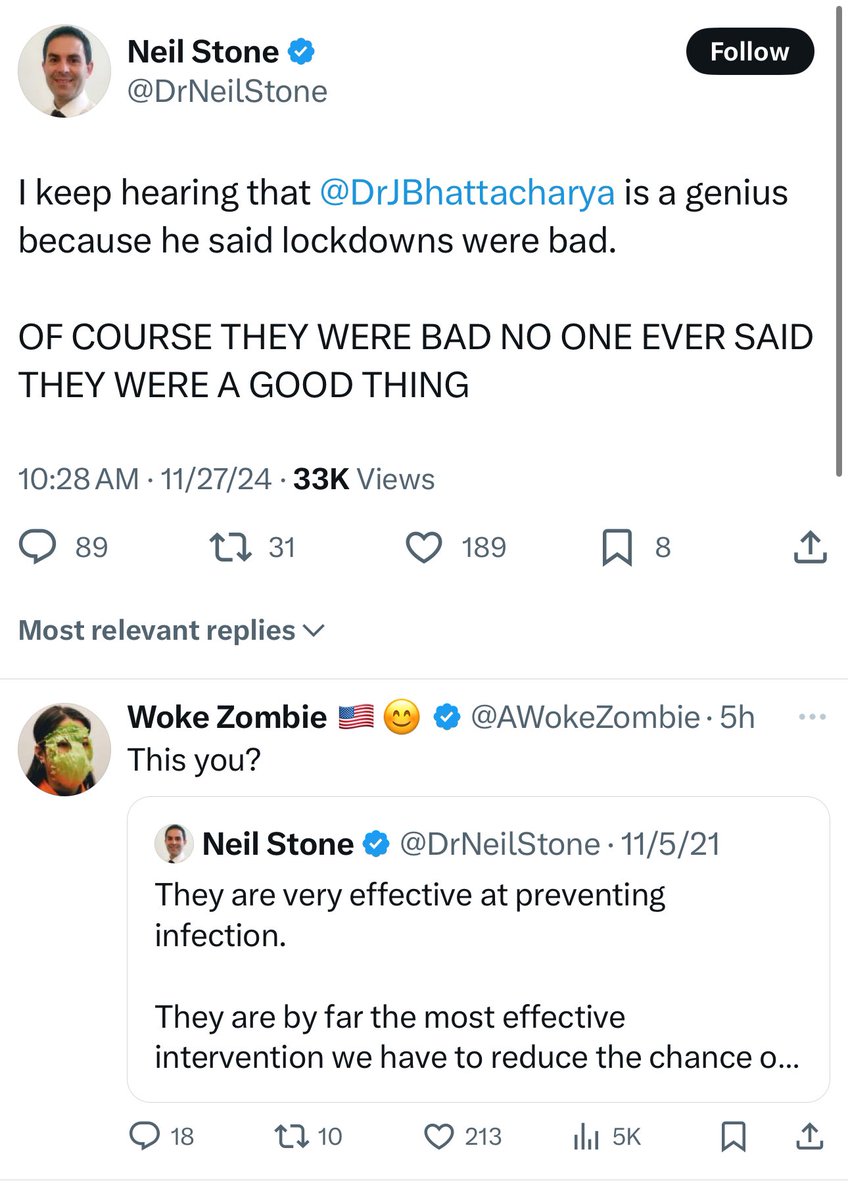 Neil Stone
Follow
@DrNeilStone
I keep hearing that @DrJBhattacharya is a genius
because he said lockdowns were bad.
OF COURSE THEY WERE BAD NO ONE EVER SAID
THEY WERE A GOOD THING
10:28 AM · 11/27/24 · 33K Views
89 31 189 8
Most relevant replies
Woke Zombie 🇺🇸 😊 @AWokeZombie · 5h
This you?
Neil Stone @DrNeilStone · 11/5/21
They are very effective at preventing
infection.
They are by far the most effective
intervention we have to reduce the chance o...
18 10 213 5K